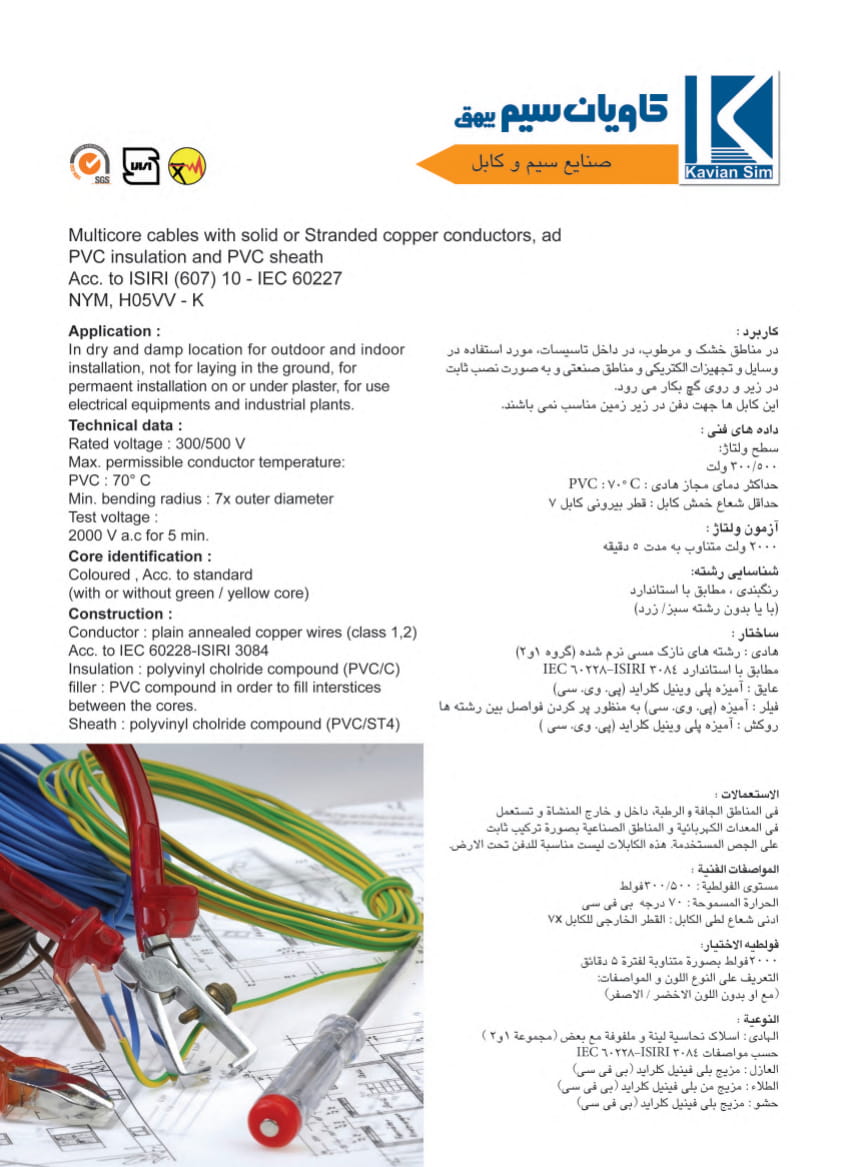 کاویان سیم بیهق
صنایع سیم و کابل
Kavian Sim
SGS
Multicore cables with solid or Stranded copper conductors, ad
PVC insulation and PVC sheath
Acc. to ISIRI (607) 10 - IEC 60227
NYM, H05VV - K
Application :
In dry and damp location for outdoor and indoor
installation, not for laying in the ground, for
permaent installation on or under plaster, for use
electrical equipments and industrial plants.
Technical data :
Rated voltage : 300/500 V
Max. permissible conductor temperature:
PVC : 70° C
Min. bending radius : 7x outer diameter
Test voltage :
2000 V a.c for 5 min.
Core identification :
Coloured , Acc. to standard
(with or without green / yellow core)
Construction :
Conductor : plain annealed copper wires (class 1,2)
Acc. to IEC 60228-ISIRI 3084
Insulation : polyvinyl cholride compound (PVC/C)
filler : PVC compound in order to fill interstices
between the cores.
Sheath : polyvinyl cholride compound (PVC/ST4)
کاربرد :
در مناطق خشک و مرطوب، در داخل تاسیسات، مورد استفاده در
وسایل و تجهیزات الکتریکی و مناطق صنعتی و به صورت نصب ثابت
در زیر و روی گچ بکار می رود.
این کابل ها جهت دفن در زیر زمین مناسب نمی باشند.
داده های فنی :
سطح ولتاژ:
۳۰۰/۵۰۰ ولت
حداکثر دمای مجاز هادی : PVC : ۷۰° C
حداقل شعاع خمش کابل : قطر بیرونی کابل ۷
آزمون ولتاژ :
۲۰۰۰ ولت متناوب به مدت ۵ دقیقه
شناسایی رشته:
رنگبندی ، مطابق با استاندارد
(با یا بدون رشته سبز/ زرد)
ساختار :
هادی : رشته های نازک مسی نرم شده (گروه ۱و۲)
مطابق با استاندارد IEC ٦٠٢٢٨–ISIRI ٣٠٨٤
عایق : آمیزه پلی وینیل کلراید (پی. وی. سی)
فیلر : آمیزه (پی. وی. سی) به منظور پر کردن فواصل بین رشته ها
روکش : آمیزه پلی وینیل کلراید (پی. وی. سی )
الاستعمالات :
فی المناطق الجافة و الرطبة، داخل و خارج المنشاة و تستعمل
فی المعدات الکهربائیة و المناطق الصناعیة بصورة ترکیب ثابت
علی الجص المستخدمة. هذه الکابلات لیست مناسبة للدفن تحت الارض.
المواصفات الفنیة :
مستوی الفولطیة : ۳۰۰/۵۰۰فولط
الحرارة المسموحة : ۷۰ درجه بی فی سی
ادنی شعاع لطی الکابل : القطر الخارجی للکابل ۷X
فولطیه الاختیار:
۲۰۰۰فولط بصورة متناوبة لفترة ۵ دقائق
التعریف علی النوع اللون و المواصفات:
(مع او بدون اللون الاخضر / الاصفر)
النوعیة :
الهادی : اسلاک نحاسیة لینة و ملفوفة مع بعض (مجموعة ۱و۲ )
حسب مواصفات IEC ٦٠٢٢٨–ISIRI ٣٠٨٤
العازل : مزیج بلی فینیل کلراید (بی فی سی)
الطلاء : مزیج من بلی فینیل کلراید (بی فی سی)
حشو : مزیج بلی فینیل کلراید (بی فی سی)